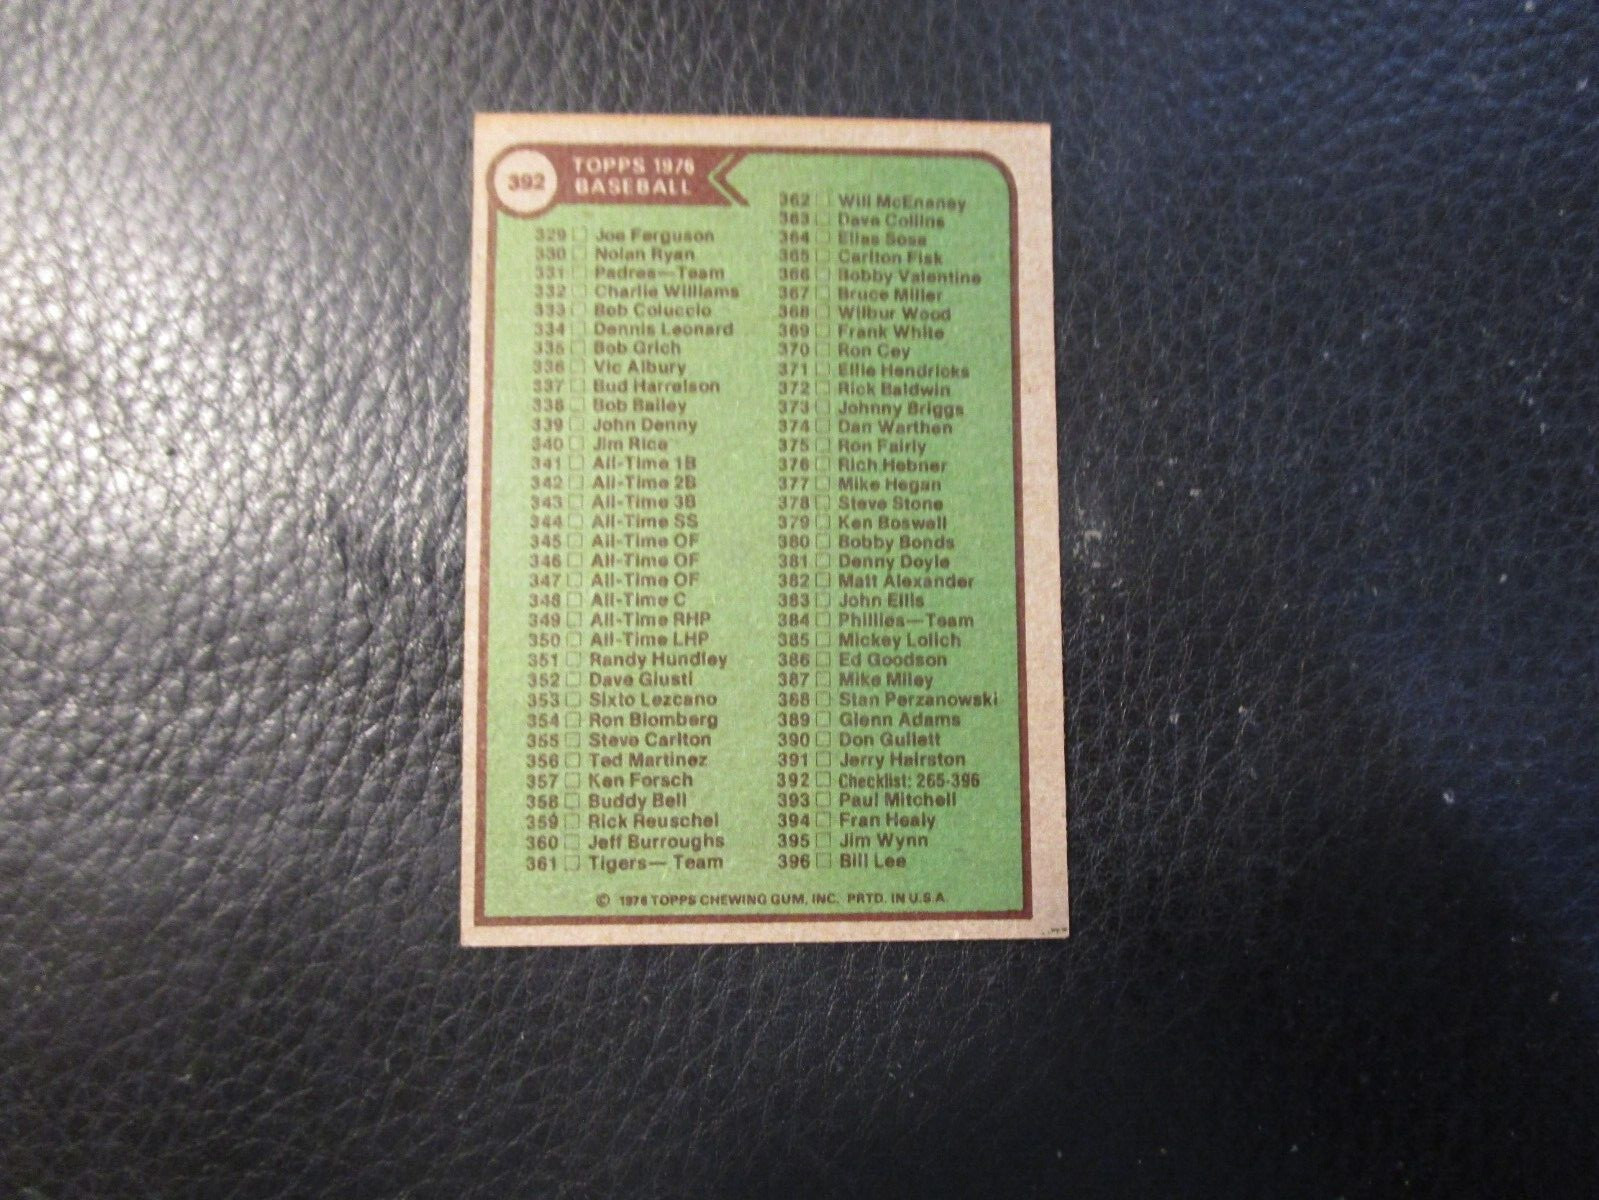 392
TOPPS 1976
BASEBALL
329 Joe Ferguson
330 Nolan Ryan
331 Padres—Team
332 Charlie Williams
333 Bob Coluccio
334 Dennis Leonard
335 Bob Grich
336 Vic Albury
337 Bud Harrelson
338 Bob Bailey
339 John Denny
340 Jim Rice
341 All-Time 1B
342 All-Time 2B
343 All-Time 3B
344 All-Time SS
345 All-Time OF
346 All-Time OF
347 All-Time OF
348 All-Time C
349 All-Time RHP
350 All-Time LHP
351 Randy Hundley
352 Dave Giusti
353 Sixto Lezcano
354 Ron Blomberg
355 Steve Carlton
356 Ted Martinez
357 Ken Forsch
358 Buddy Bell
359 Rick Reuschel
360 Jeff Burroughs
361 Tigers—Team
362 Will McEnaney
363 Dave Collins
364 Elias Sosa
365 Carlton Fisk
366 Bobby Valentine
367 Bruce Miller
368 Wilbur Wood
369 Frank White
370 Ron Cey
371 Ellie Hendricks
372 Rick Baldwin
373 Johnny Briggs
374 Dan Warthen
375 Ron Fairly
376 Rich Hebner
377 Mike Hegan
378 Steve Stone
379 Ken Boswell
380 Bobby Bonds
381 Denny Doyle
382 Matt Alexander
383 John Ellis
384 Phillies—Team
385 Mickey Lolich
386 Ed Goodson
387 Mike Miley
388 Stan Perzanowski
389 Glenn Adams
390 Don Gullett
391 Jerry Hairston
392 Checklist: 265-396
393 Paul Mitchell
394 Fran Healy
395 Jim Wynn
396 Bill Lee
© 1976 TOPPS CHEWING GUM, INC. PRTD. IN U.S.A.